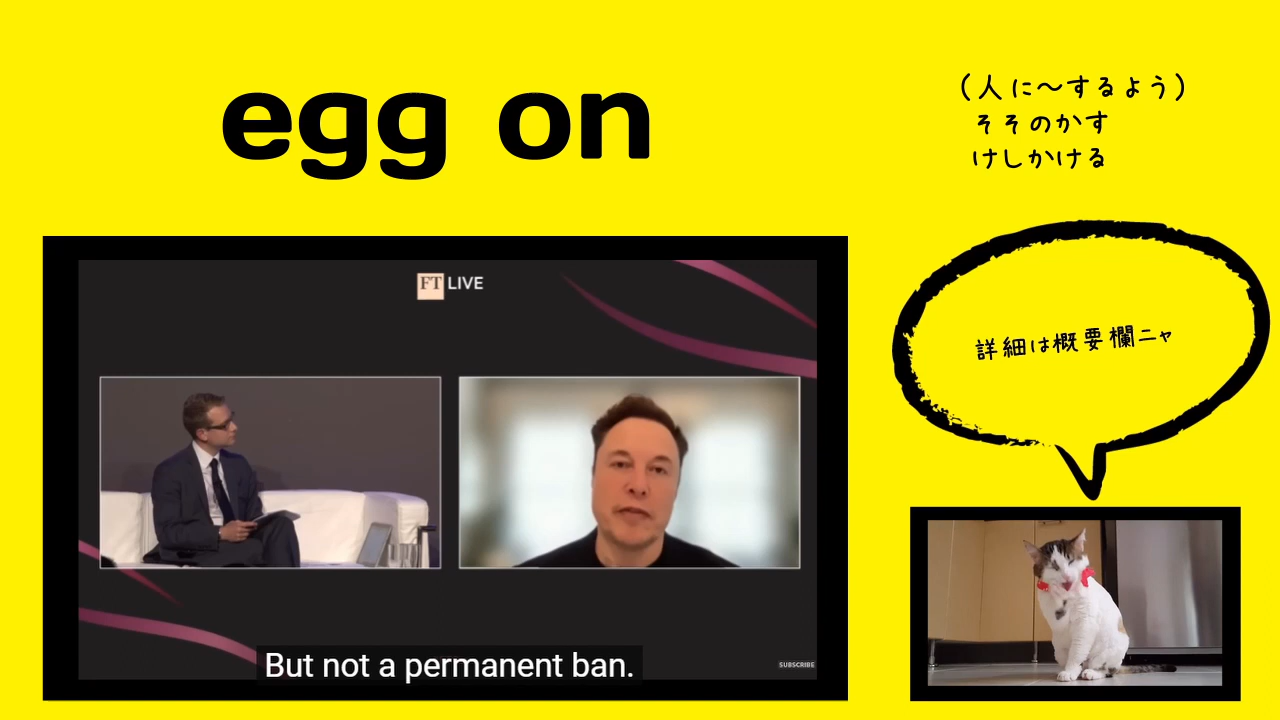 egg on
(人に〜するよう)
そそのかす
けしかける
FT LIVE
詳細は概要欄ニャ
But not a permanent ban.
SUBSCRIBE